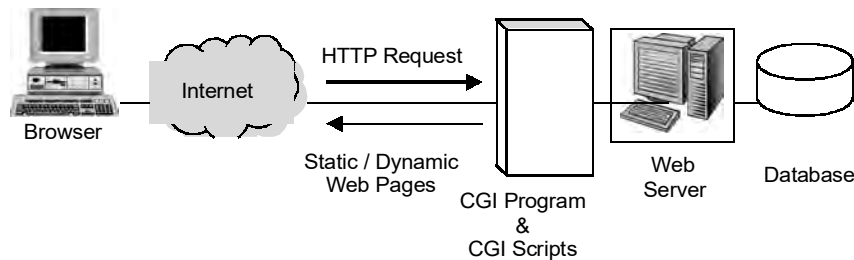 HTTP Request
Internet
Browser
Static / Dynamic
Web Pages
CGI Program
&
CGI Scripts
Web
Server
Database